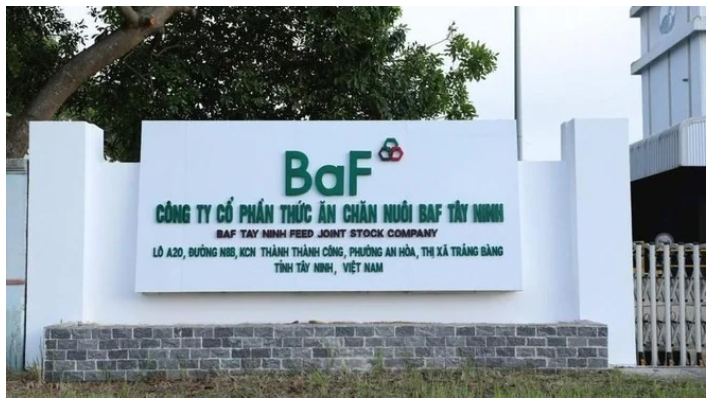 BaF
CÔNG TY CỔ PHẦN THỨC ĂN CHĂN NUÔI BAF TÂY NINH
BAF TAY NINH FEED JOINT STOCK COMPANY
LÔ A20, ĐƯỜNG N8B, KCN THÀNH THÀNH CÔNG, PHƯỜNG AN HÒA, THỊ XÃ TRẢNG BÀNG
TỈNH TÂY NINH, VIỆT NAM